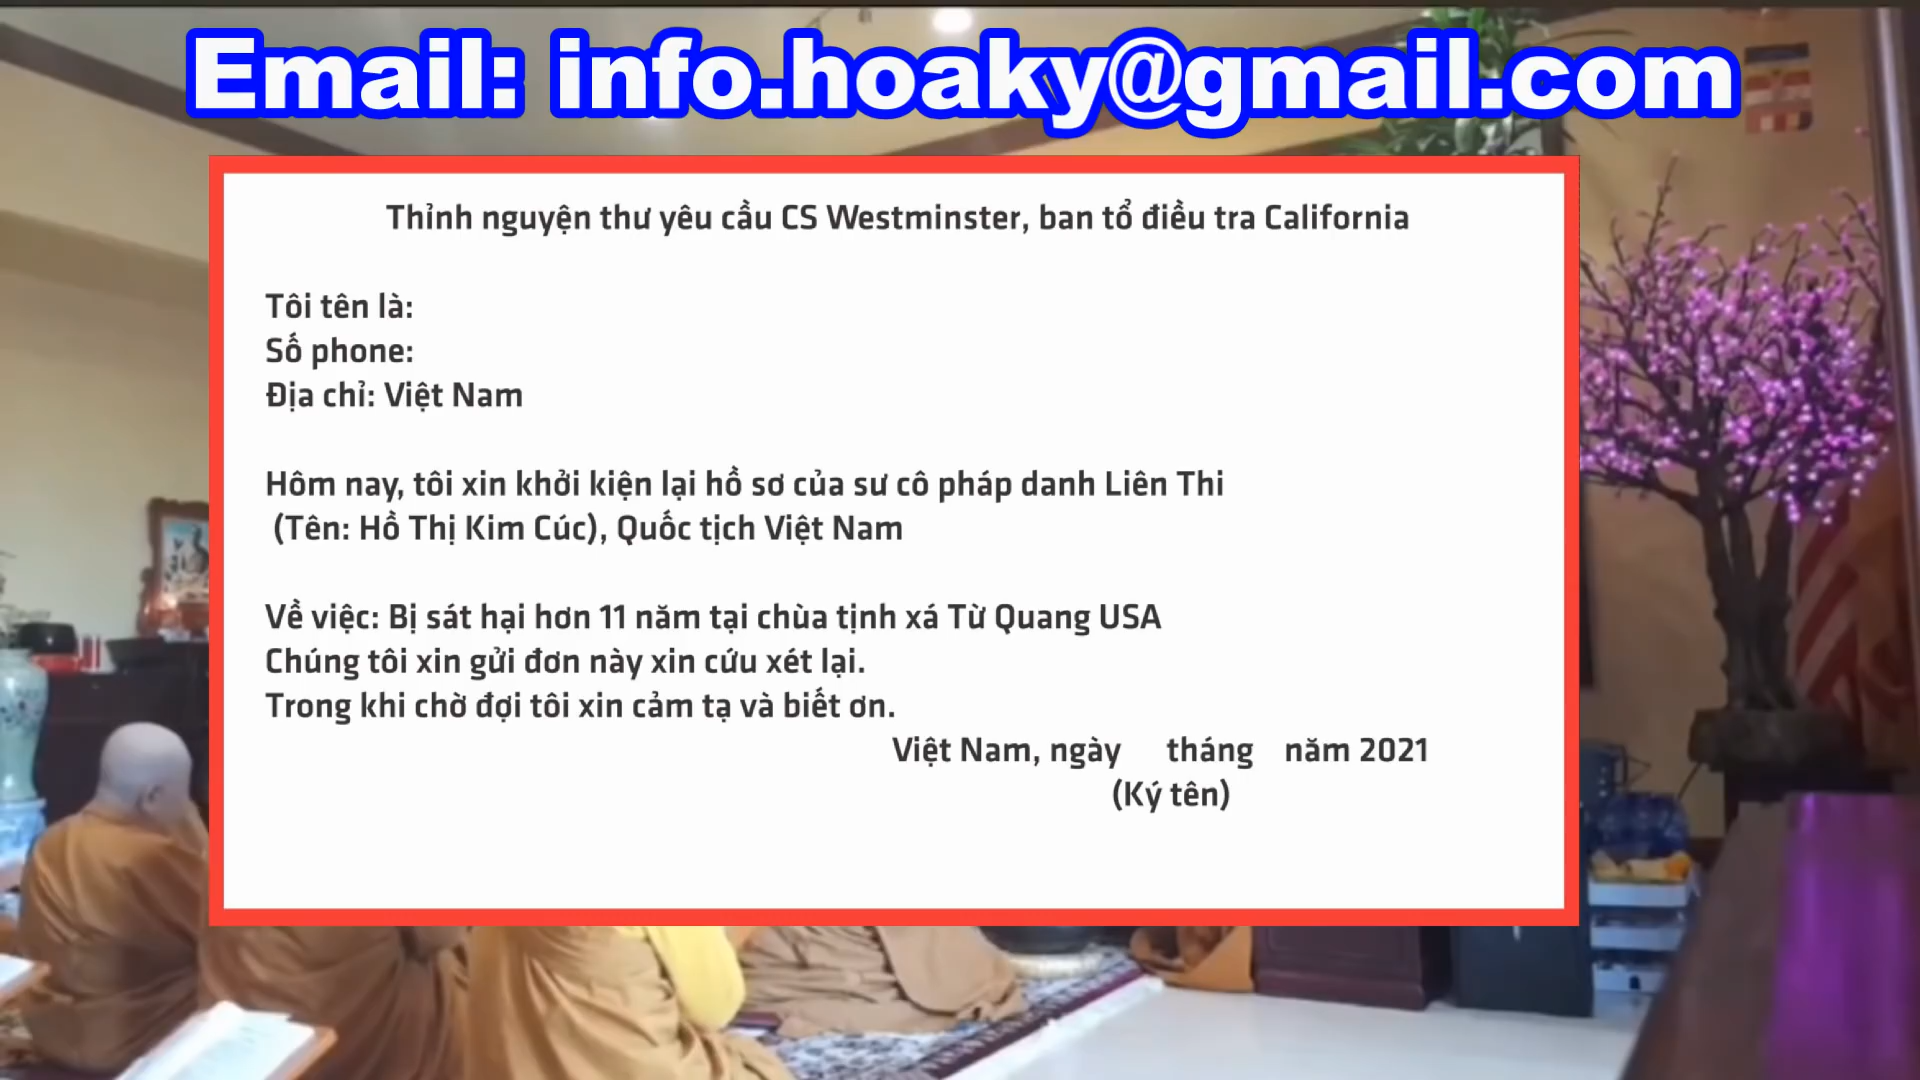 Email: info.hoaky@gmail.com
Thỉnh nguyện thư yêu cầu CS Westminster, ban tổ điều tra California
Tôi tên là:
Số phone:
Địa chỉ: Việt Nam
Hôm nay, tôi xin khởi kiện lại hồ sơ của sư cô pháp danh Liên Thi
(Tên: Hồ Thị Kim Cúc), Quốc tịch Việt Nam
Về việc: Bị sát hại hơn 11 năm tại chùa tịnh xá Từ Quang USA
Chúng tôi xin gửi đơn này xin cứu xét lại.
Trong khi chờ đợi tôi xin cảm tạ và biết ơn.
Việt Nam, ngày tháng năm 2021
(Ký tên)